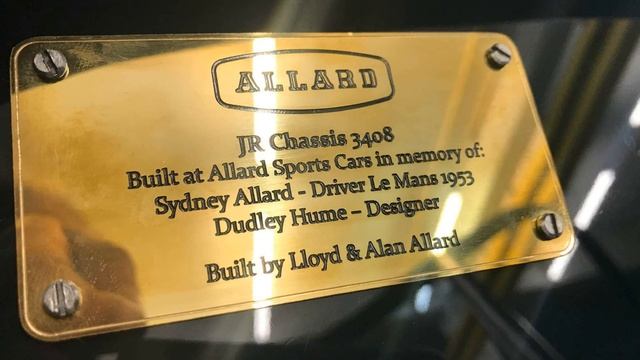 ALLARD
JR Chassis 3408
Built at Allard Sports Cars in memory of:
Sydney Allard - Driver Le Mans 1953
Dudley Hume – Designer
Built by Lloyd & Alan Allard